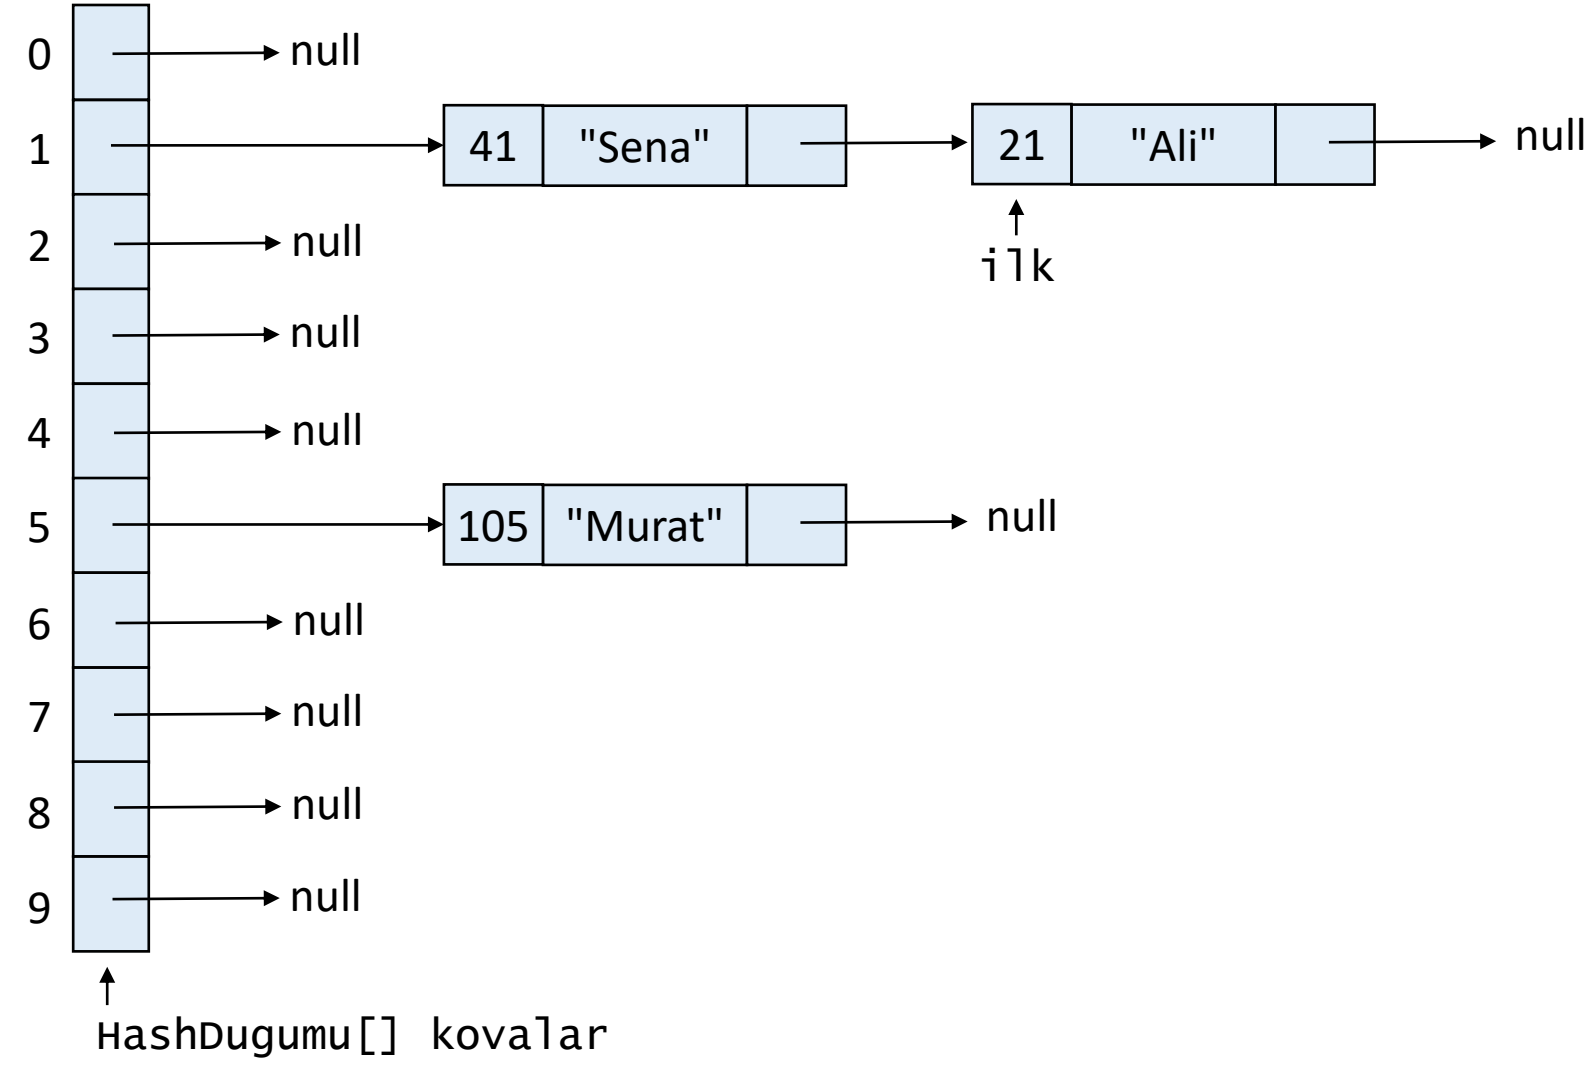 0 null
1 41 "Sena" 21 "Ali" null
2 null
ilk
3 null
4 null
5 105 "Murat" null
6 null
7 null
8 null
9 null
HashDugumu[] kovalar